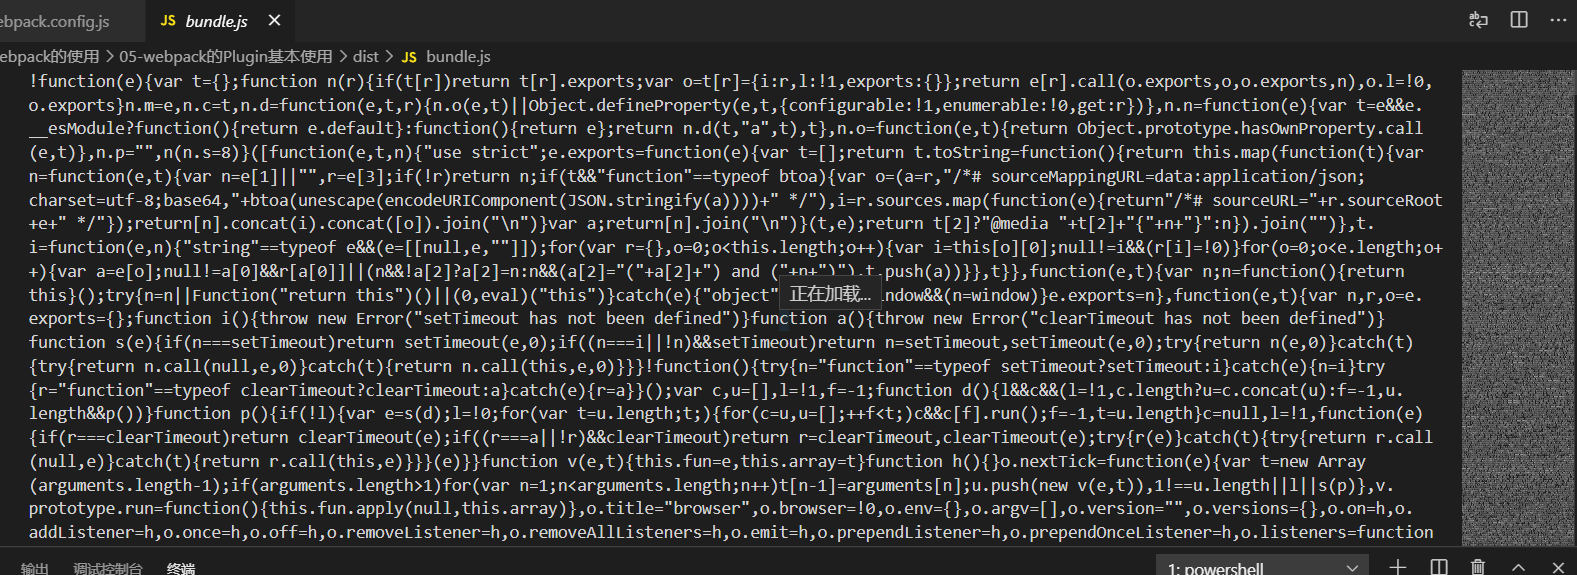 ebpack.config.js JS bundle.js
ebpack的使用 > 05-webpack的Plugin基本使用 > dist > JS bundle.js
!function(e){var t={};function n(r){if(t[r])return t[r].exports;var o=t[r]={i:r,l:!1,exports:{}};return e[r].call(o.exports,o,o.exports,n),o.l=!0,
o.exports}n.m=e,n.c=t,n.d=function(e,t,r){n.o(e,t)||Object.defineProperty(e,t,{configurable:!1,enumerable:!0,get:r})},n.n=function(e){var t=e&&e.
__esModule?function(){return e.default}:function(){return e};return n.d(t,"a",t),t},n.o=function(e,t){return Object.prototype.hasOwnProperty.call
(e,t)},n.p="",n(n.s=8)}([function(e,t,n){"use strict";e.exports=function(e){var t=[];return t.toString=function(){return this.map(function(t){var
n=function(e,t){var n=e[1]||"",r=e[3];if(!r)return n;if(t&&"function"==typeof btoa){var o=(a=r,"/*# sourceMappingURL=data:application/json;
charset=utf-8;base64,"+btoa(unescape(encodeURIComponent(JSON.stringify(a))))+" */"),i=r.sources.map(function(e){return"/*# sourceURL="+r.sourceRoot
+e+" */"});return[n].concat(i).concat([o]).join("\n")}var a;return[n].join("\n")}(t,e);return t[2]?"@media "+t[2]+"{"+n+"}":n}).join("")},t.
i=function(e,n){"string"==typeof e&&(e=[[null,e,""]]);for(var r={},o=0;o<this.length;o++){var i=this[o][0];null!=i&&(r[i]=!0)}for(o=0;o<e.length;o+
+){var a=e[o];null!=a[0]&&r[a[0]]||(n&&!a[2]?a[2]=n:n&&(a[2]="("+a[2]+") and ("+n+")"),t.push(a))}},t}},function(e,t){var n;n=function(){return
this}();try{n=n||Function("return this")()||(0,eval)("this")}catch(e){"object" 正在加载... indow&&(n=window)}e.exports=n},function(e,t){var n,r,o=e.
exports={};function i(){throw new Error("setTimeout has not been defined")}function a(){throw new Error("clearTimeout has not been defined")}
function s(e){if(n===setTimeout)return setTimeout(e,0);if((n===i||!n)&&setTimeout)return n=setTimeout,setTimeout(e,0);try{return n(e,0)}catch(t)
{try{return n.call(null,e,0)}catch(t){return n.call(this,e,0)}}}!function(){try{n="function"==typeof setTimeout?setTimeout:i}catch(e){n=i}try
{r="function"==typeof clearTimeout?clearTimeout:a}catch(e){r=a}}();var c,u=[],l=!1,f=-1;function d(){l&&c&&(l=!1,c.length?u=c.concat(u):f=-1,u.
length&&p())}function p(){if(!l){var e=s(d);l=!0;for(var t=u.length;t;){for(c=u,u=[];++f<t;)c&&c[f].run();f=-1,t=u.length}c=null,l=!1,function(e)
{if(r===clearTimeout)return clearTimeout(e);if((r===a||!r)&&clearTimeout)return r=clearTimeout,clearTimeout(e);try{r(e)}catch(t){try{return r.call
(null,e)}catch(t){return r.call(this,e)}}}(e)}}function v(e,t){this.fun=e,this.array=t}function h(){}o.nextTick=function(e){var t=new Array
(arguments.length-1);if(arguments.length>1)for(var n=1;n<arguments.length;n++)t[n-1]=arguments[n];u.push(new v(e,t)),1!==u.length||l||s(p)},v.
prototype.run=function(){this.fun.apply(null,this.array)},o.title="browser",o.browser=!0,o.env={},o.argv=[],o.version="",o.versions={},o.on=h,o.
addListener=h,o.once=h,o.off=h,o.removeListener=h,o.removeAllListeners=h,o.emit=h,o.prependListener=h,o.prependOnceListener=h,o.listeners=function
输出 调试控制台 终端 1: powershell